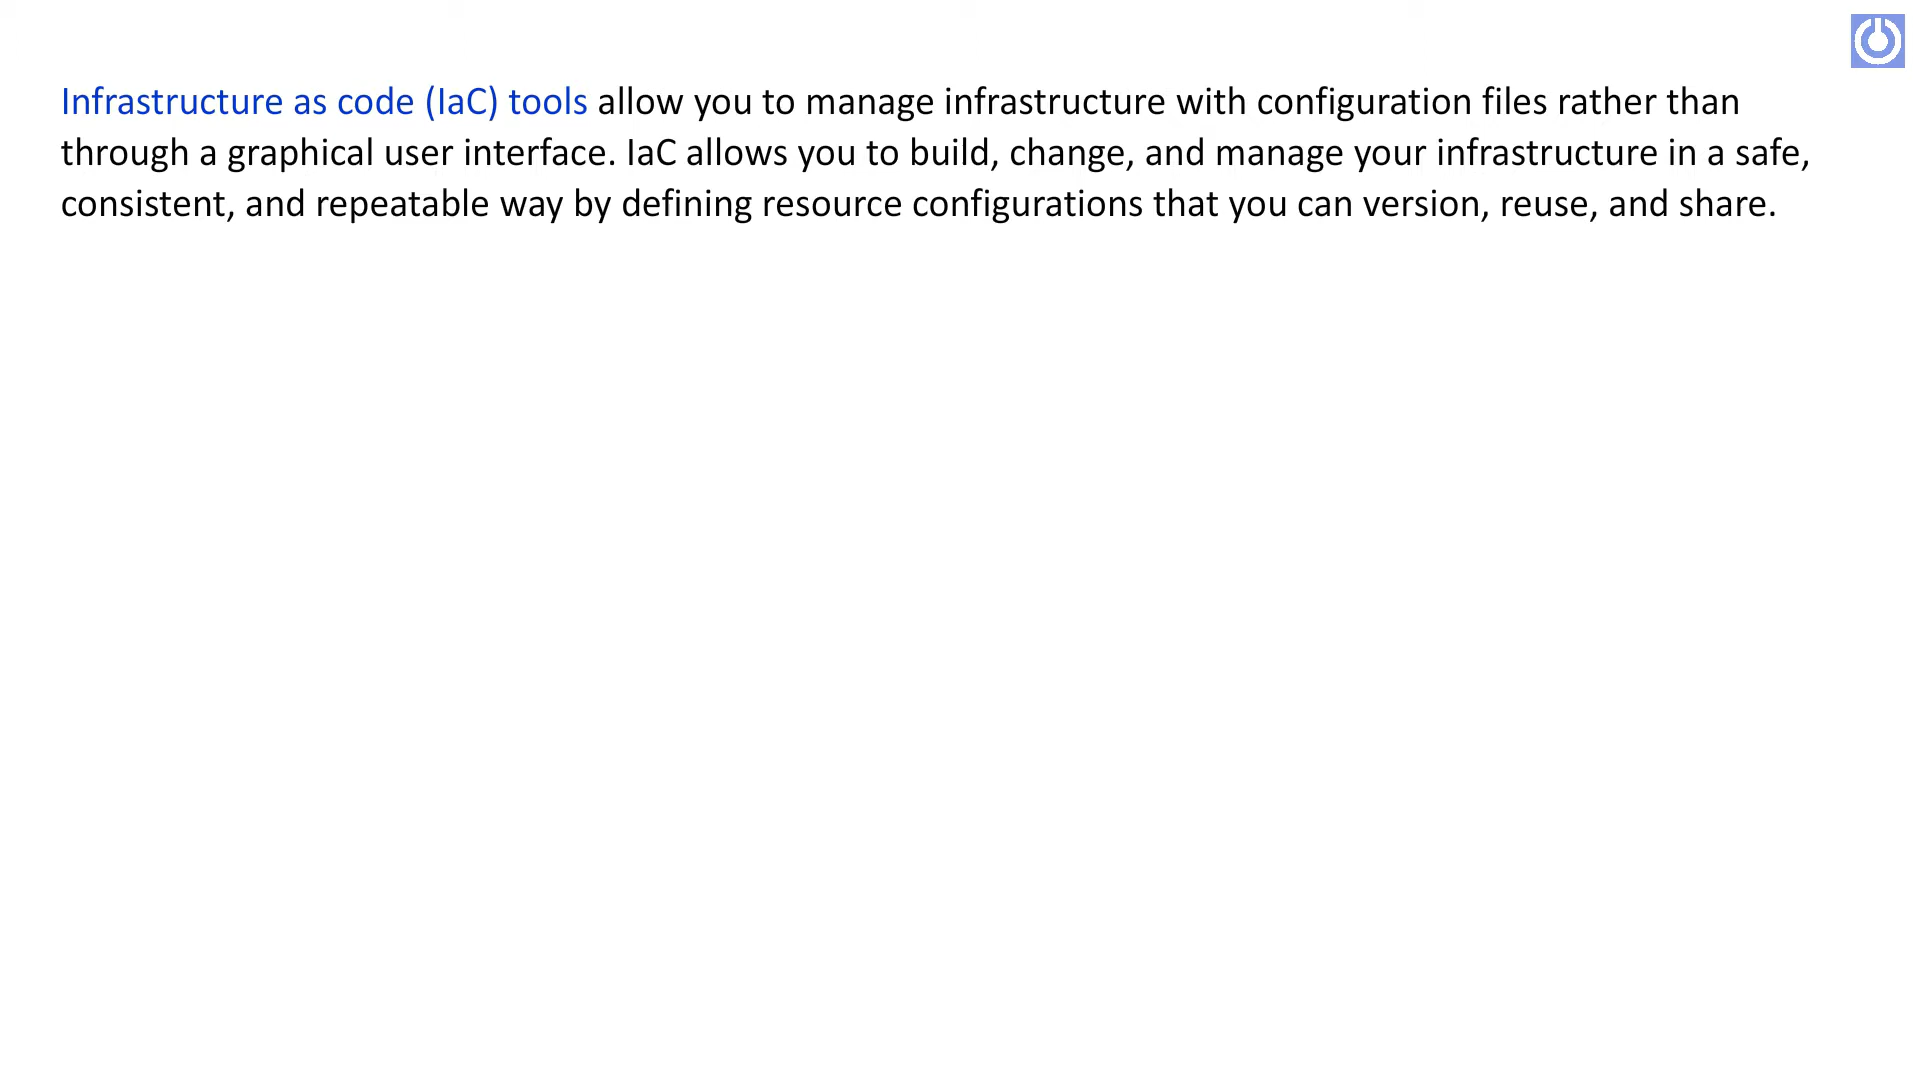 Infrastructure as code (IaC) tools allow you to manage infrastructure with configuration files rather than
through a graphical user interface. IaC allows you to build, change, and manage your infrastructure in a safe,
consistent, and repeatable way by defining resource configurations that you can version, reuse, and share.